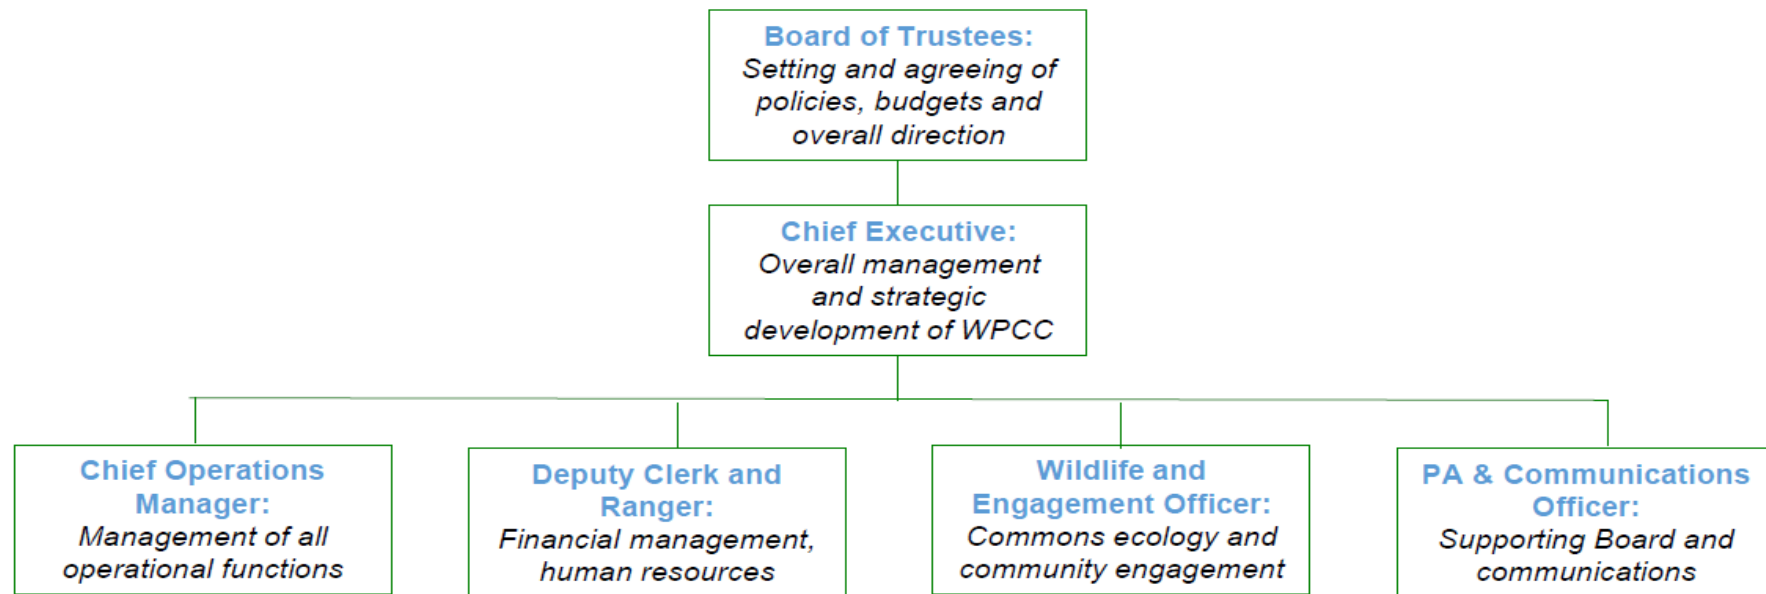 Board of Trustees:
Setting and agreeing of
policies, budgets and
overall direction
Chief Executive:
Overall management
and strategic
development of WPCC
Chief Operations
Manager:
Management of all
operational functions
Deputy Clerk and
Ranger:
Financial management,
human resources
Wildlife and
Engagement Officer:
Commons ecology and
community engagement
PA & Communications
Officer:
Supporting Board and
communications